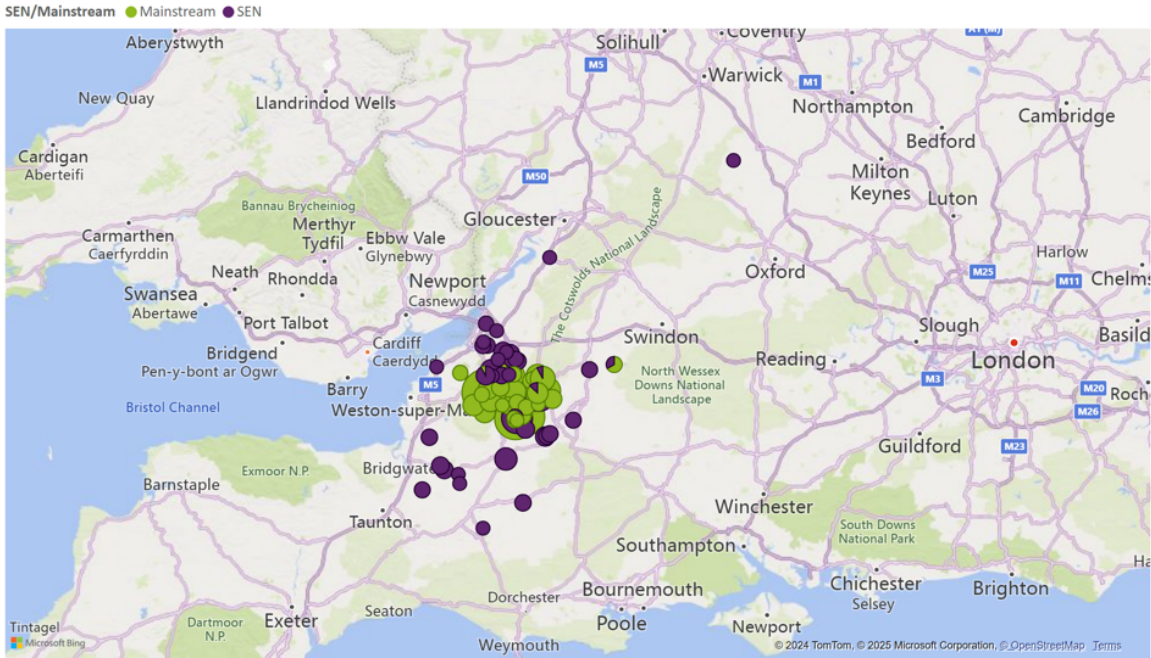 SEN/Mainstream Mainstream SEN
Aberystwyth
Solihull
Coventry
M5
Warwick
M1
New Quay
Llandrindod Wells
Northampton
Cambridge
Bedford
Cardigan
Aberteifi
M50
Milton
Keynes
Luton
Bannau Brycheiniog
Merthyr
Tydfil
Gloucester
The Cotswolds National Landscape
Carmarthen
Caerfyrddin
Ebbw Vale
Glynebwy
Harlow
Neath
Rhondda
Newport
Casnewydd
Oxford
M25
M11
Chelms
Swansea
Abertawe
Port Talbot
Swindon
Slough
Basild
Bridgend
Pen-y-bont ar Ogwr
Cardiff
Caerdydd
Reading
London
Barry
M5
North Wessex
Downs National
Landscape
M3
M20
Roch
Bristol Channel
Weston-super-Ma
M26
Guildford
M23
Exmoor N.P.
Bridgwate
Barnstaple
Winchester
Taunton
South Downs
National Park
Southampton
Ha
Chichester
Selsey
Brighton
Bournemouth
Dorchester
Seaton
Poole
Newport
Tintagel
Dartmoor
N.P.
Exeter
Weymouth
Microsoft Bing
© 2024 TomTom, © 2025 Microsoft Corporation, © OpenStreetMap Terms